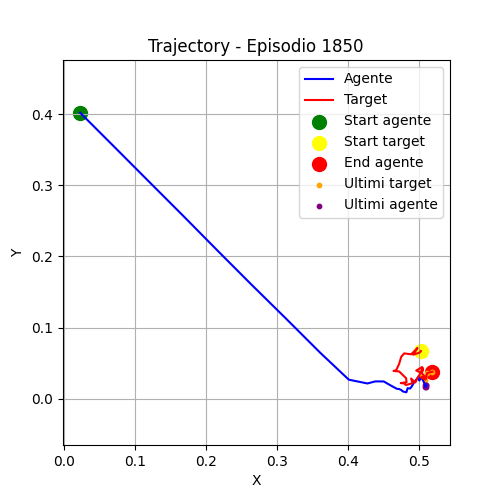 Trajectory - Episodio 1850
Agente
Target
Start agente
Start target
End agente
Ultimi target
Ultimi agente
Y
0.4
0.3
0.2
0.1
0.0
0.0 0.1 0.2 0.3 0.4 0.5
X